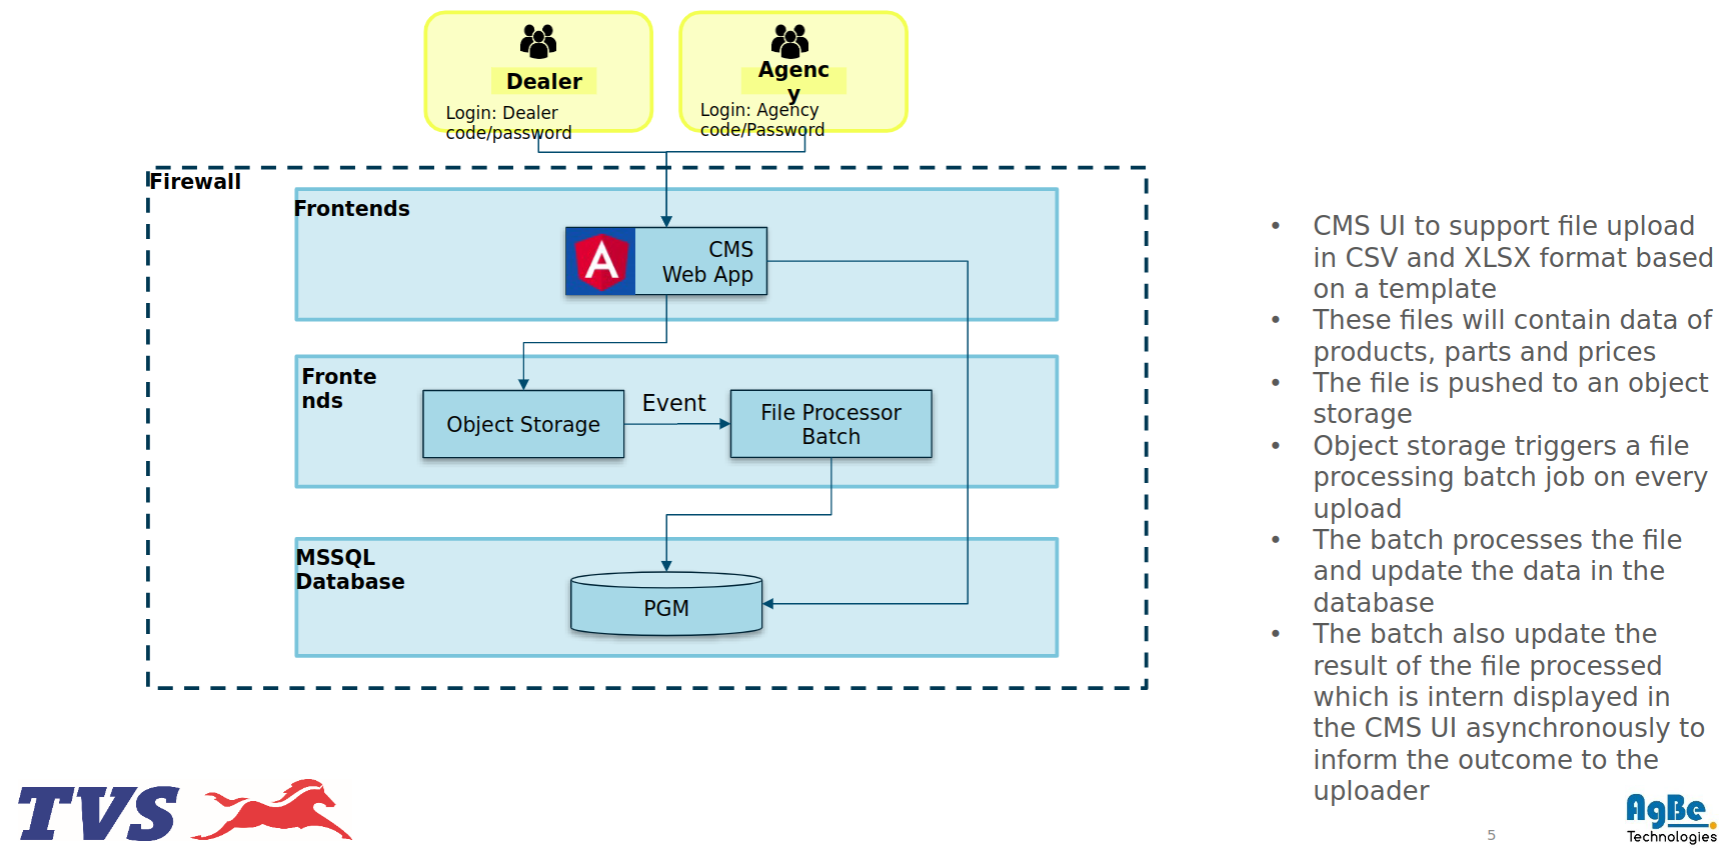 Dealer
Login: Dealer
code/password
Agenc
y
Login: Agency
code/Password
Firewall
Frontends
CMS
Web App
Fronte
nds
Object Storage
Event
File Processor
Batch
MSSQL
Database
PGM
• CMS UI to support file upload
in CSV and XLSX format based
on a template
• These files will contain data of
products, parts and prices
• The file is pushed to an object
storage
• Object storage triggers a file
processing batch job on every
upload
• The batch processes the file
and update the data in the
database
• The batch also update the
result of the file processed
which is intern displayed in
the CMS UI asynchronously to
inform the outcome to the
uploader
TVS
5
AgBe
Technologies